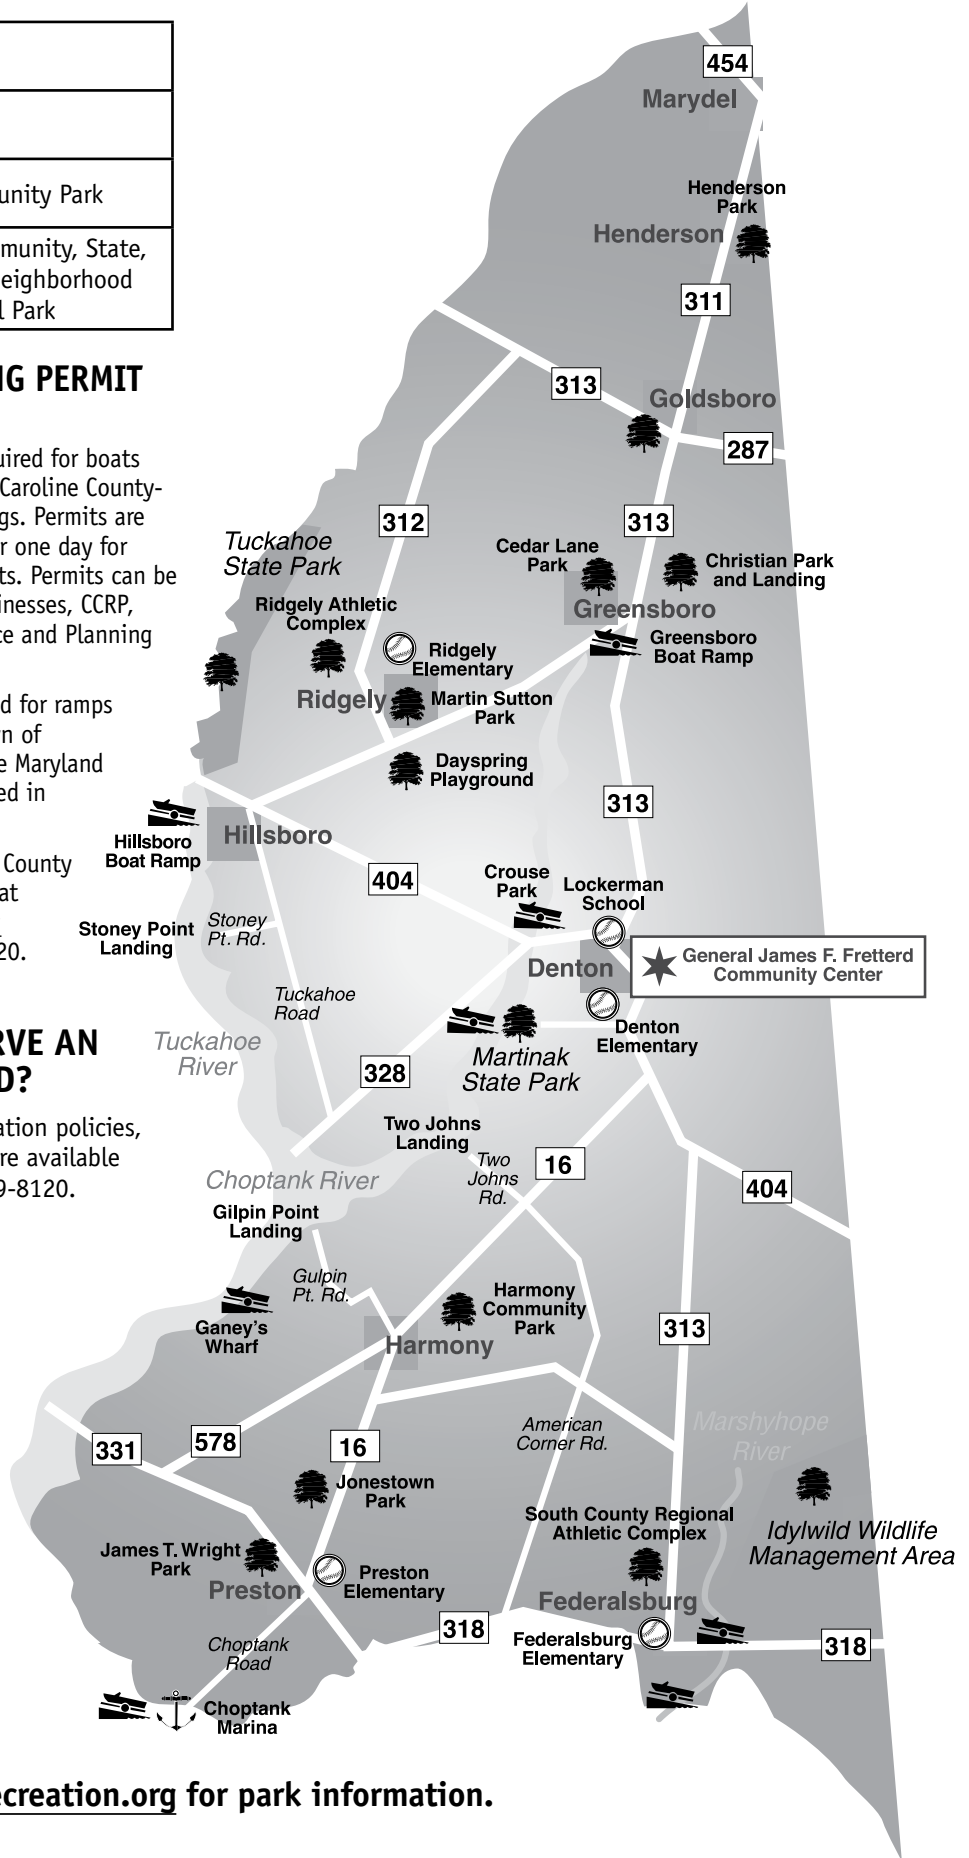 unity Park
mmunity, State,
eighborhood
l Park
NG PERMIT
uired for boats
Caroline County-
gs. Permits are
r one day for
ts. Permits can be
inesses, CCRP,
ce and Planning
d for ramps
n of
e Maryland
ed in
County
at
20.
RVE AN
D?
ation policies,
re available
9-8120.
454
Marydel
Henderson
Park
Henderson
311
313
Goldsboro
287
312
313
Tuckahoe
State Park
Cedar Lane
Park
Christian Park
and Landing
Ridgely Athletic
Complex
Greensboro
Greensboro
Boat Ramp
Ridgely
Elementary
Ridgely
Martin Sutton
Park
Dayspring
Playground
313
Hillsboro
Boat Ramp
Hillsboro
404
Crouse
Park
Lockerman
School
Stoney Point
Landing
Stoney
Pt. Rd.
General James F. Fretterd
Community Center
Denton
Tuckahoe
Road
Denton
Elementary
Tuckahoe
River
Martinak
State Park
328
Two Johns
Landing
Two
Johns
Rd.
16
404
Choptank River
Gilpin Point
Landing
Gulpin
Pt. Rd.
Harmony
Community
Park
Ganey's
Wharf
Harmony
313
331
578
16
American
Corner Rd.
Marshyhope
River
Jonestown
Park
South County Regional
Athletic Complex
Idylwild Wildlife
Management Area
James T. Wright
Park
Preston
Preston
Elementary
Federalsburg
318
Federalsburg
Elementary
318
Choptank
Road
Choptank
Marina
ecreation.org for park information.